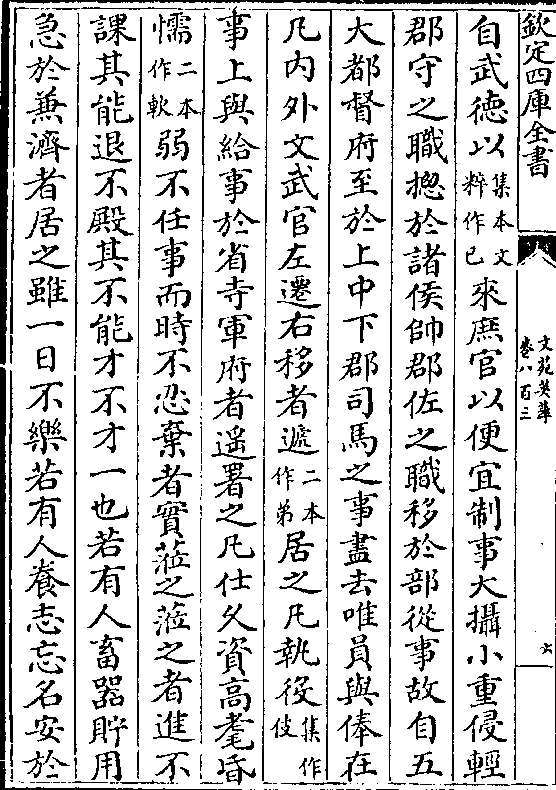 欽定四庫全書
文苑英華
卷八百三
六
自武德以集本文粹作已來庶官以便宜制事大攝小重侵輕
郡守之職揔於諸侯帥郡佐之職移於部從事故自五
大都督府至於上中下郡司馬之事盡去唯員與俸在
凡内外文武官左遷右移者遞二本作第居之凡執役集作伎
事上與給事於省寺軍府者遥署之凡仕久資高耄昏
懦二本作軟弱不任事而時不忍棄者實蒞之蒞之者進不
課其能退不殿其不能才不才一也若有人畜器貯用
急於兼濟者居之雖一日不樂若有人養志忘名安於